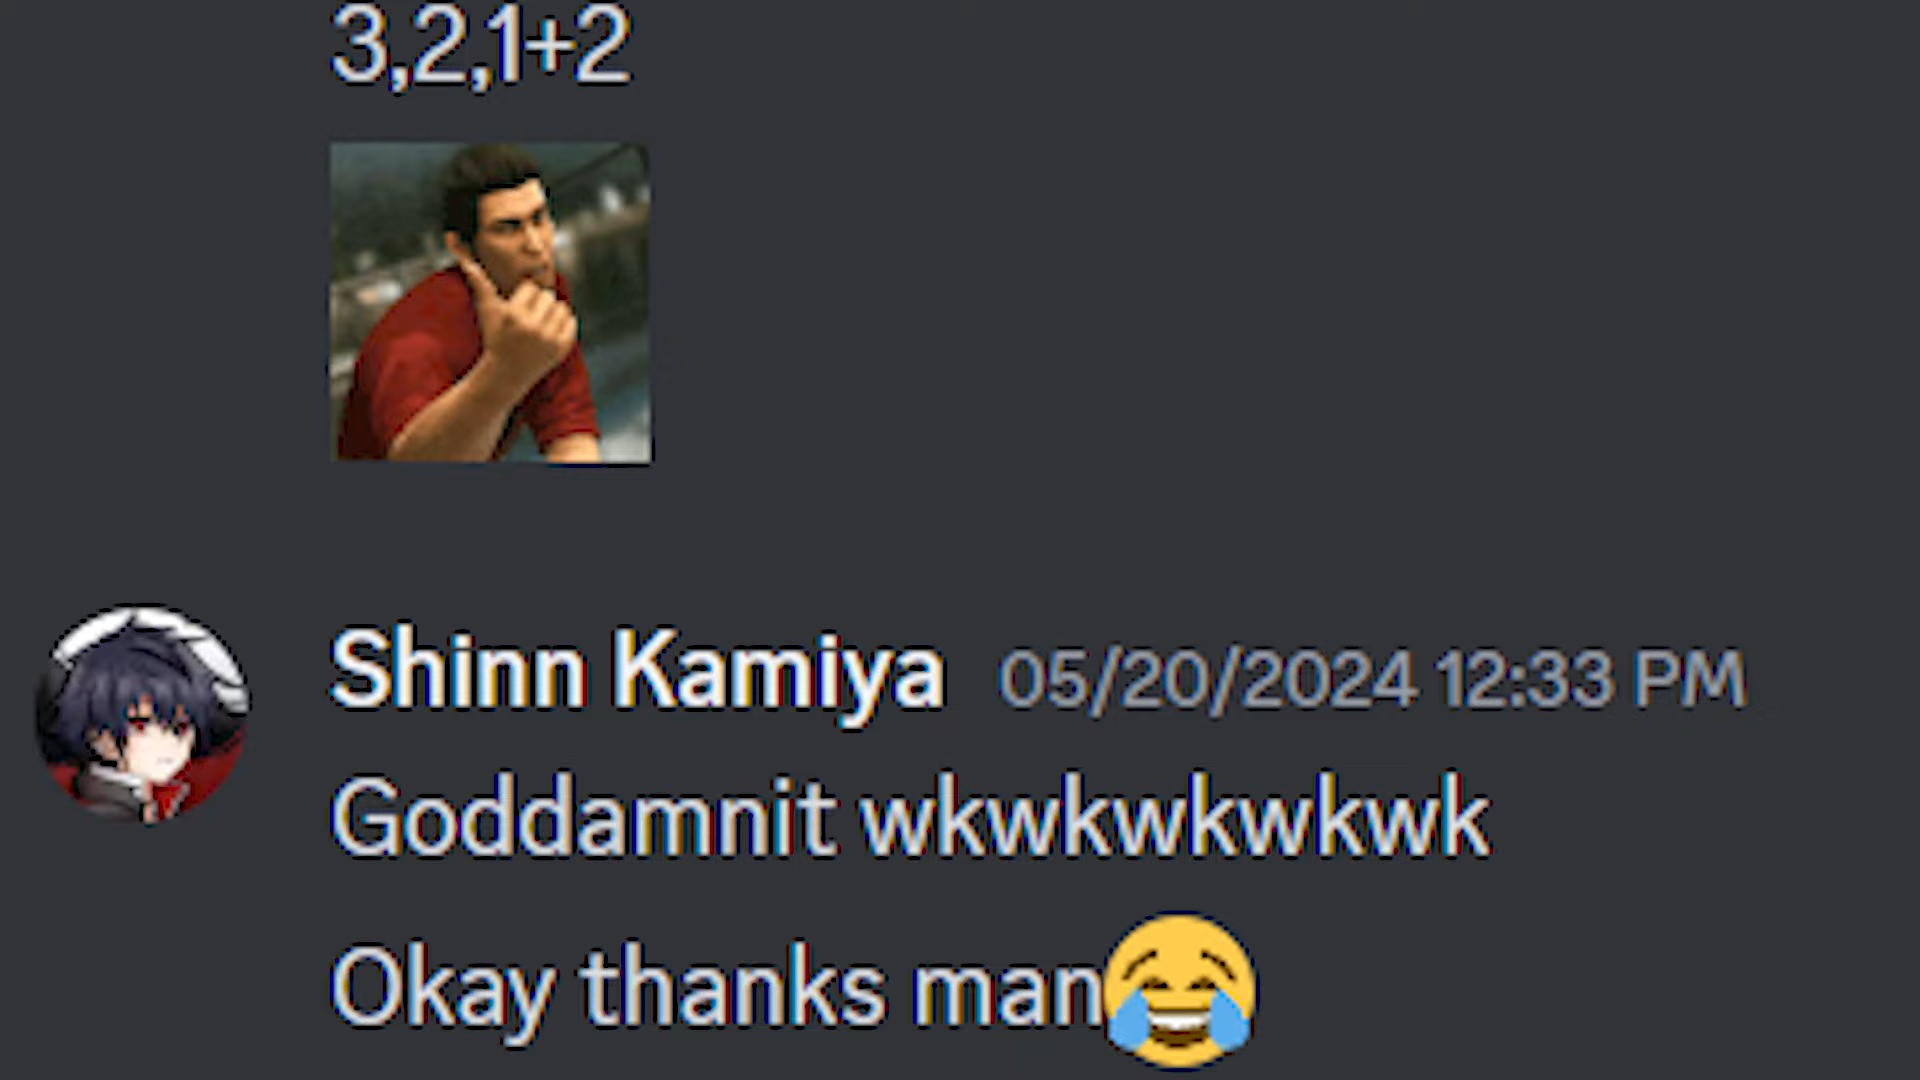 3,2,1+2
Shinn Kamiya 05/20/2024 12:33 PM
Goddamnit wkwkwkwkwk
Okay thanks man😂